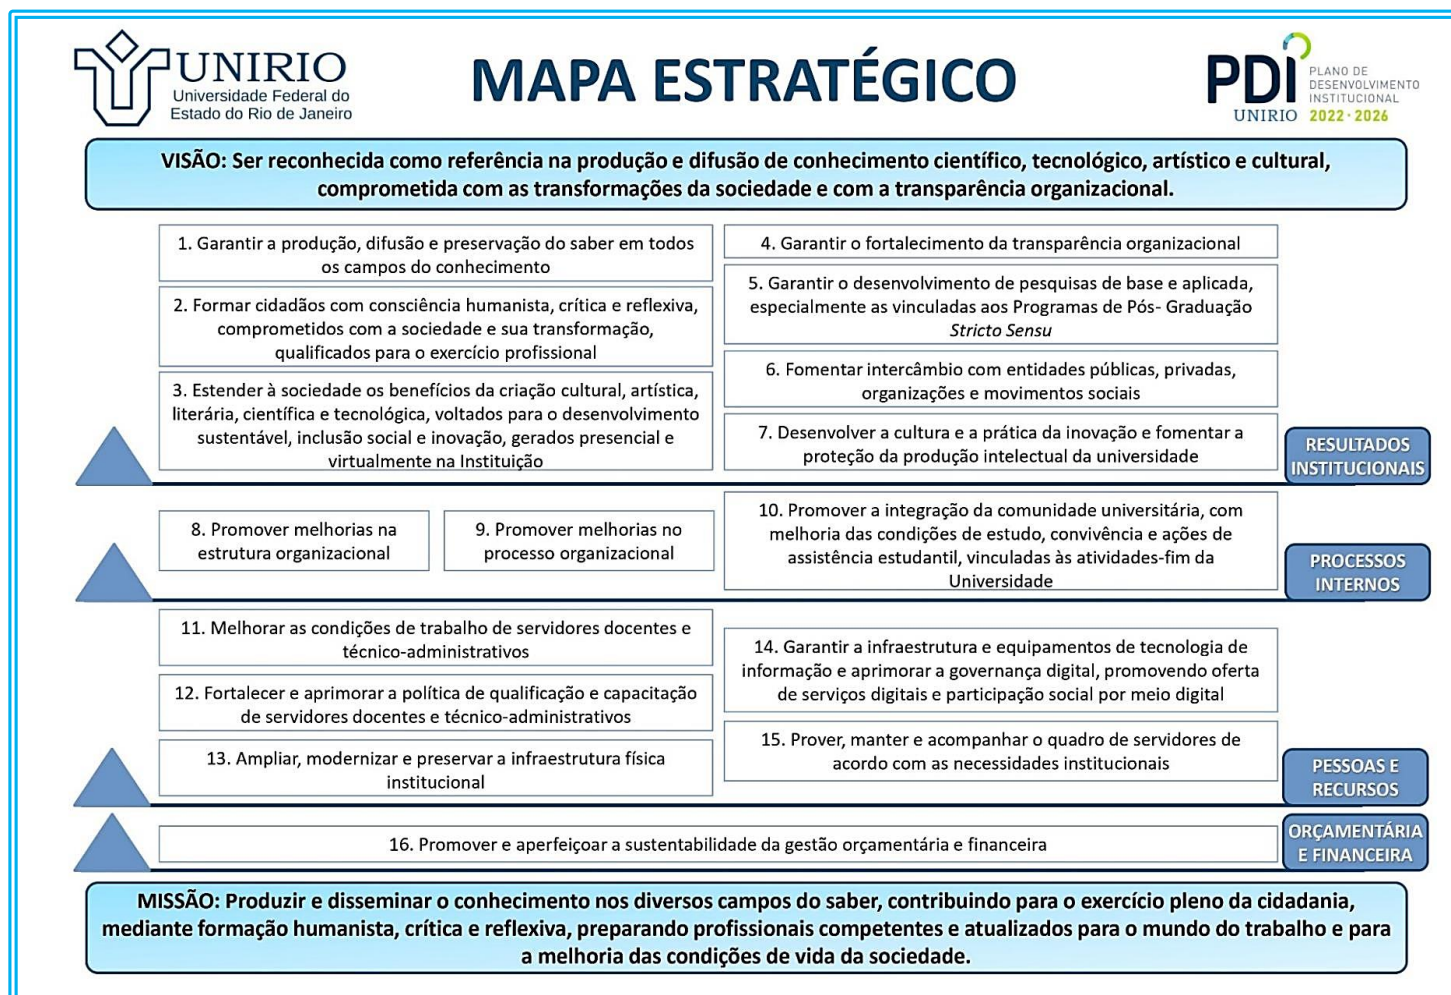 UNIRIO
Universidade Federal do
Estado do Rio de Janeiro
MAPA ESTRATÉGICO
PDI
UNIRIO
PLANO DE
DESENVOLVIMENTO
INSTITUCIONAL
2022·2026
VISÃO: Ser reconhecida como referência na produção e difusão de conhecimento científico, tecnológico, artístico e cultural,
comprometida com as transformações da sociedade e com a transparência organizacional.
1. Garantir a produção, difusão e preservação do saber em todos
os campos do conhecimento
2. Formar cidadãos com consciência humanista, crítica e reflexiva,
comprometidos com a sociedade e sua transformação,
qualificados para o exercício profissional
3. Estender à sociedade os benefícios da criação cultural, artística,
literária, científica e tecnológica, voltados para o desenvolvimento
sustentável, inclusão social e inovação, gerados presencial e
virtualmente na Instituição
4. Garantir o fortalecimento da transparência organizacional
5. Garantir o desenvolvimento de pesquisas de base e aplicada,
especialmente as vinculadas aos Programas de Pós- Graduação
Stricto Sensu
6. Fomentar intercâmbio com entidades públicas, privadas,
organizações e movimentos sociais
7. Desenvolver a cultura e a prática da inovação e fomentar a
proteção da produção intelectual da universidade
RESULTADOS
INSTITUCIONAIS
8. Promover melhorias na
estrutura organizacional
9. Promover melhorias no
processo organizacional
10. Promover a integração da comunidade universitária, com
melhoria das condições de estudo, convivência e ações de
assistência estudantil, vinculadas às atividades-fim da
Universidade
PROCESSOS
INTERNOS
11. Melhorar as condições de trabalho de servidores docentes e
técnico-administrativos
12. Fortalecer e aprimorar a política de qualificação e capacitação
de servidores docentes e técnico-administrativos
13. Ampliar, modernizar e preservar a infraestrutura física
institucional
14. Garantir a infraestrutura e equipamentos de tecnologia de
informação e aprimorar a governança digital, promovendo oferta
de serviços digitais e participação social por meio digital
15. Prover, manter e acompanhar o quadro de servidores de
acordo com as necessidades institucionais
PESSOAS E
RECURSOS
16. Promover e aperfeiçoar a sustentabilidade da gestão orçamentária e financeira
ORÇAMENTÁRIA
E FINANCEIRA
MISSÃO: Produzir e disseminar o conhecimento nos diversos campos do saber, contribuindo para o exercício pleno da cidadania,
mediante formação humanista, crítica e reflexiva, preparando profissionais competentes e atualizados para o mundo do trabalho e para
a melhoria das condições de vida da sociedade.